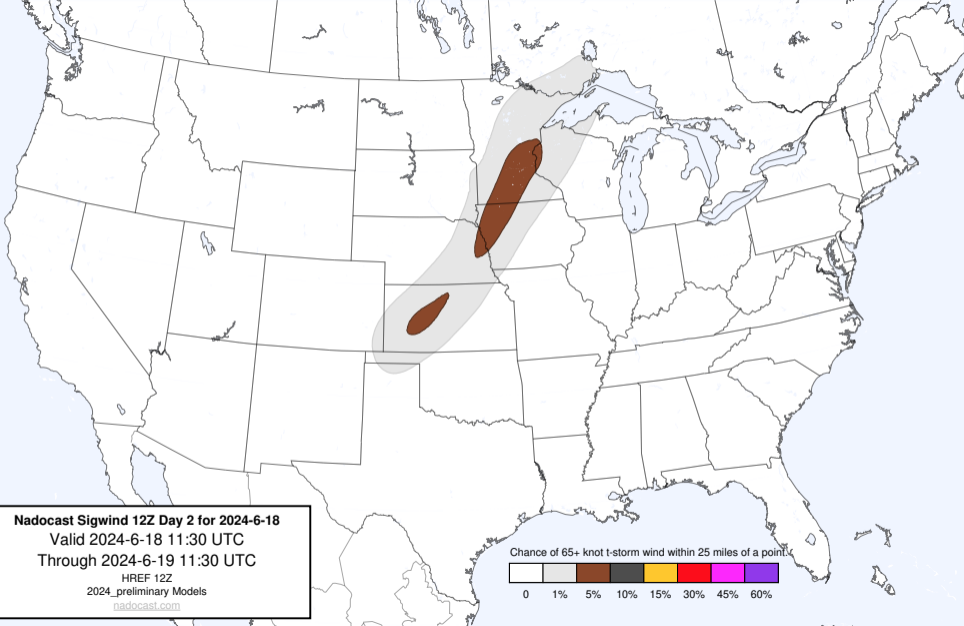 Nadocast Sigwind 12Z Day 2 for 2024-6-18
Valid 2024-6-18 11:30 UTC
Through 2024-6-19 11:30 UTC
HREF 12Z
2024_preliminary Models
nadocast.com
Chance of 65+ knot t-storm wind within 25 miles of a point.
0 1% 5% 10% 15% 30% 45% 60%